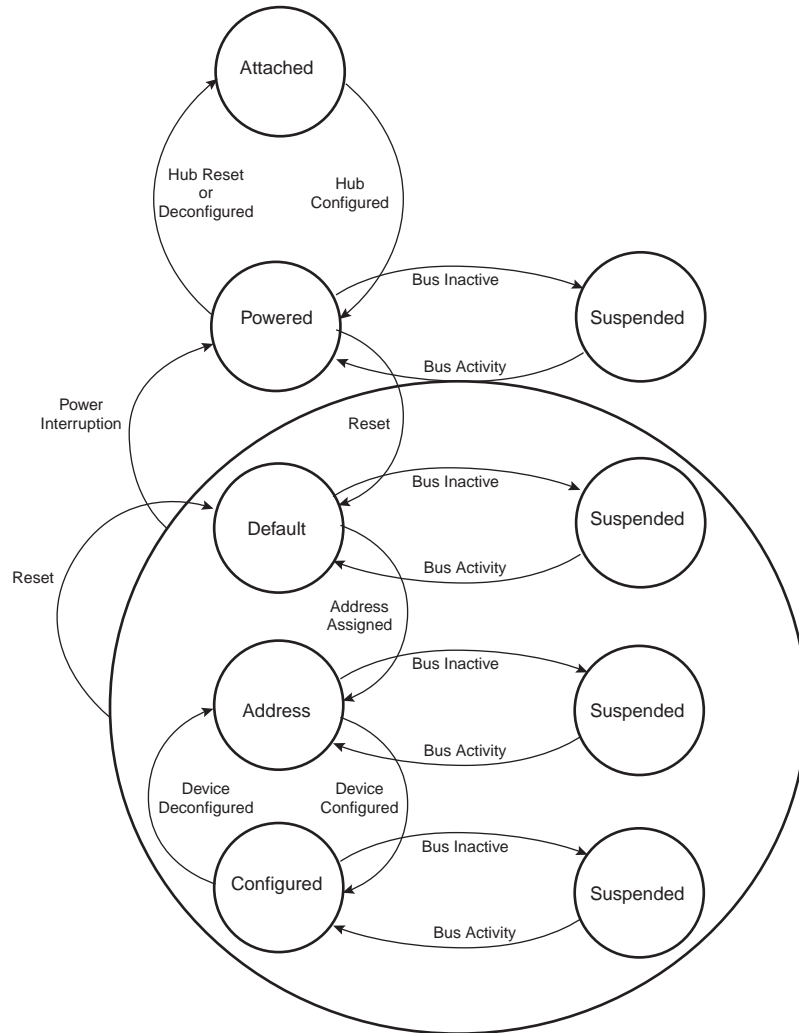 Attached
Hub Reset
or
Deconfigured
Hub
Configured
Bus Inactive
Powered
Suspended
Bus Activity
Power
Interruption
Reset
Bus Inactive
Default
Suspended
Bus Activity
Reset
Address
Assigned
Bus Inactive
Address
Suspended
Bus Activity
Device
Deconfigured
Device
Configured
Bus Inactive
Configured
Suspended
Bus Activity